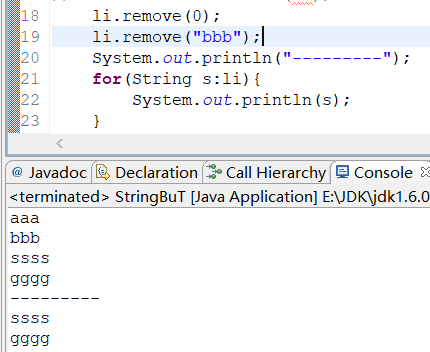 18 li.remove(0);
19 li.remove("bbb");
20 System.out.println("---------");
21 for(String s:li){
22 System.out.println(s);
23 }
@ Javadoc Declaration Call Hierarchy Console
<terminated> StringBuT [Java Application] E:\JDK\jdk1.6.0
aaa
bbb
ssss
gggg
---------
ssss
gggg